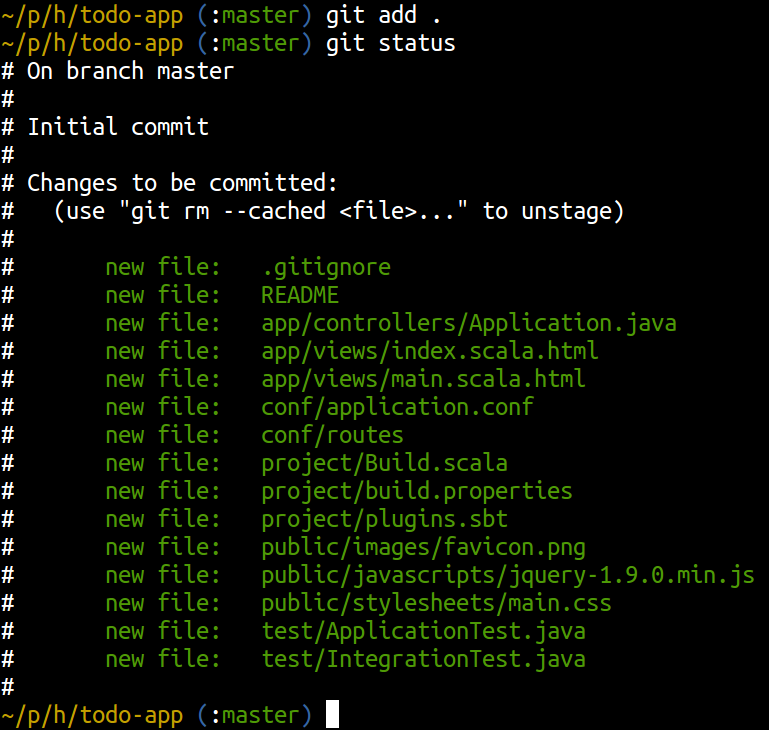 ~/p/h/todo-app (:master) git add .
~/p/h/todo-app (:master) git status
# On branch master
#
# Initial commit
#
# Changes to be committed:
#   (use "git rm --cached <file>..." to unstage)
#
#       new file:   .gitignore
#       new file:   README
#       new file:   app/controllers/Application.java
#       new file:   app/views/index.scala.html
#       new file:   app/views/main.scala.html
#       new file:   conf/application.conf
#       new file:   conf/routes
#       new file:   project/Build.scala
#       new file:   project/build.properties
#       new file:   project/plugins.sbt
#       new file:   public/images/favicon.png
#       new file:   public/javascripts/jquery-1.9.0.min.js
#       new file:   public/stylesheets/main.css
#       new file:   test/ApplicationTest.java
#       new file:   test/IntegrationTest.java
#
~/p/h/todo-app (:master)